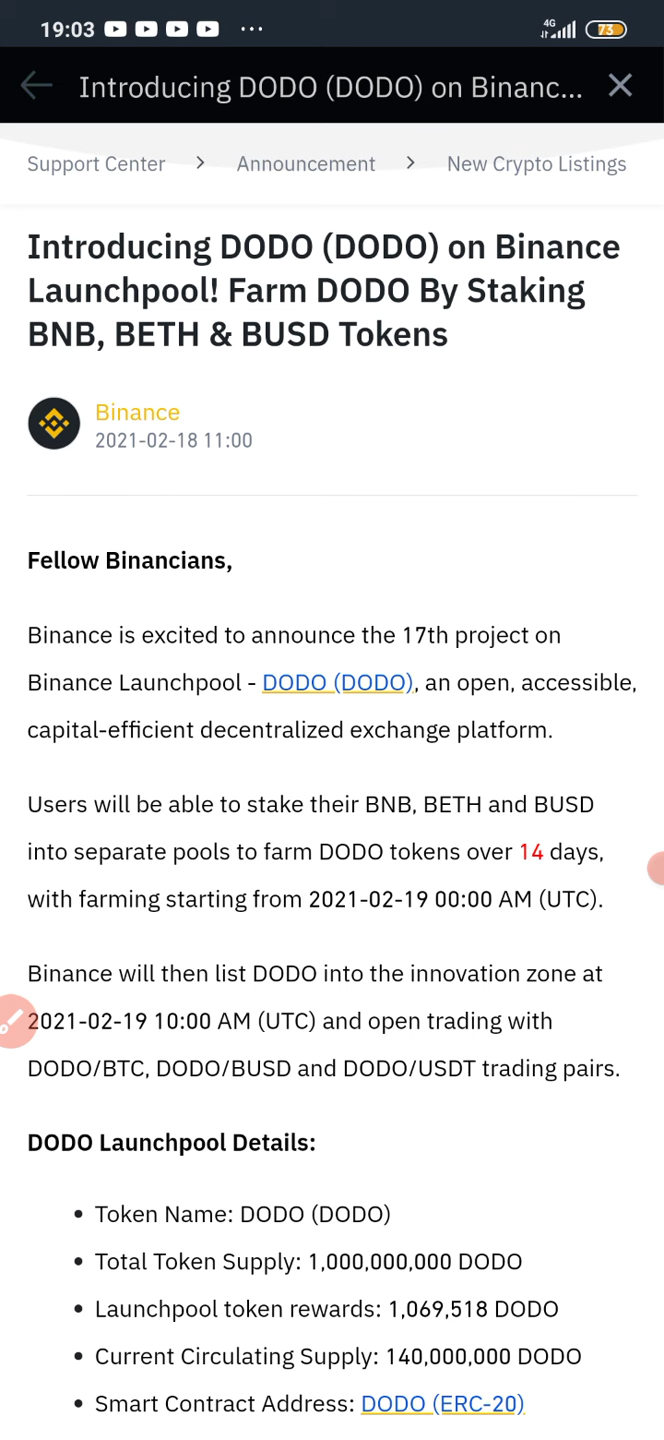 19:03 ...
4G
73
Introducing DODO (DODO) on Binanc...
Support Center > Announcement > New Crypto Listings
Introducing DODO (DODO) on Binance
Launchpool! Farm DODO By Staking
BNB, BETH & BUSD Tokens
Binance
2021-02-18 11:00
Fellow Binancians,
Binance is excited to announce the 17th project on
Binance Launchpool - DODO (DODO), an open, accessible,
capital-efficient decentralized exchange platform.
Users will be able to stake their BNB, BETH and BUSD
into separate pools to farm DODO tokens over 14 days,
with farming starting from 2021-02-19 00:00 AM (UTC).
Binance will then list DODO into the innovation zone at
2021-02-19 10:00 AM (UTC) and open trading with
DODO/BTC, DODO/BUSD and DODO/USDT trading pairs.
DODO Launchpool Details:
• Token Name: DODO (DODO)
• Total Token Supply: 1,000,000,000 DODO
• Launchpool token rewards: 1,069,518 DODO
• Current Circulating Supply: 140,000,000 DODO
• Smart Contract Address: DODO (ERC-20)